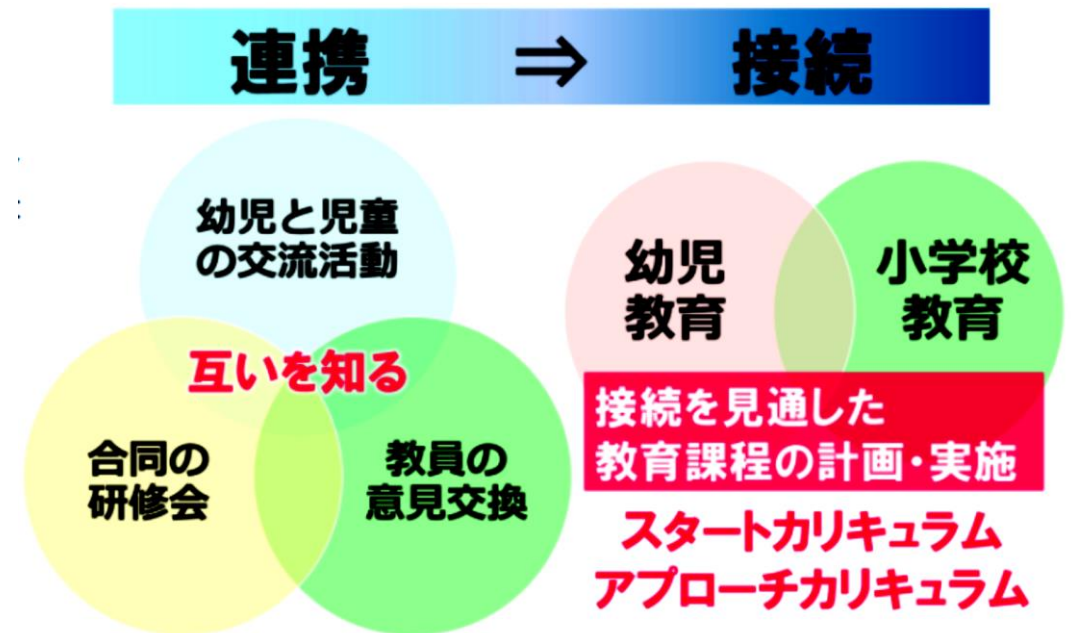 連携 ⇒ 接続
幼児と児童
の交流活動
互いを知る
合同の
研修会
教員の
意見交換
幼児
教育
小学校
教育
接続を見通した
教育課程の計画・実施
スタートカリキュラム
アプローチカリキュラム